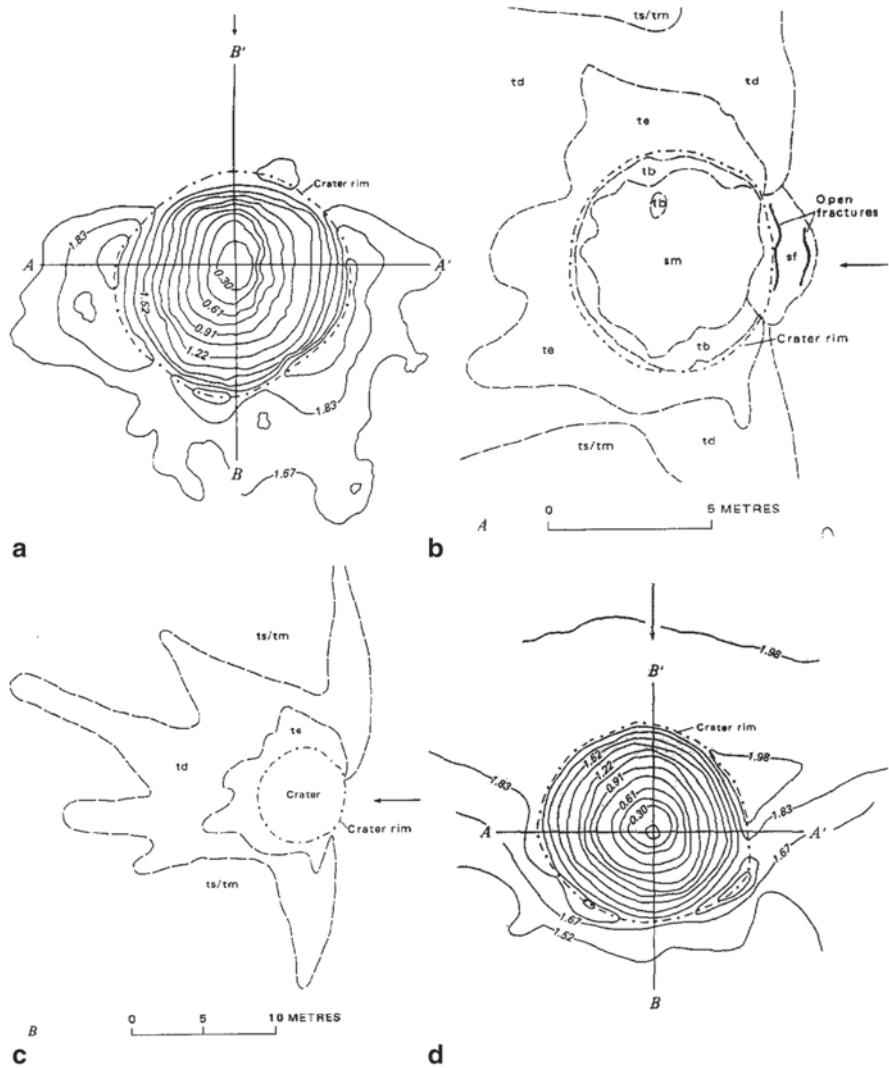 B'
Crater rim
1.83
A
A'
0.30
0.61
1.52
0.91
1.22
1.83
B
1.67
a
ts/tm
td
td
te
tb
tb
Open
fractures
sm
sf
te
tb
Crater rim
ts/tm
td
A
0
5 METRES
b
ts/tm
te
td
Crater
Crater rim
ts/tm
0
5
10 METRES
B
c
1.98
B'
Crater rim
1.62
1.22
0.91
0.61
0.30
1.98
1.83
1.83
A
A'
1.67
1.67
1.52
B
d